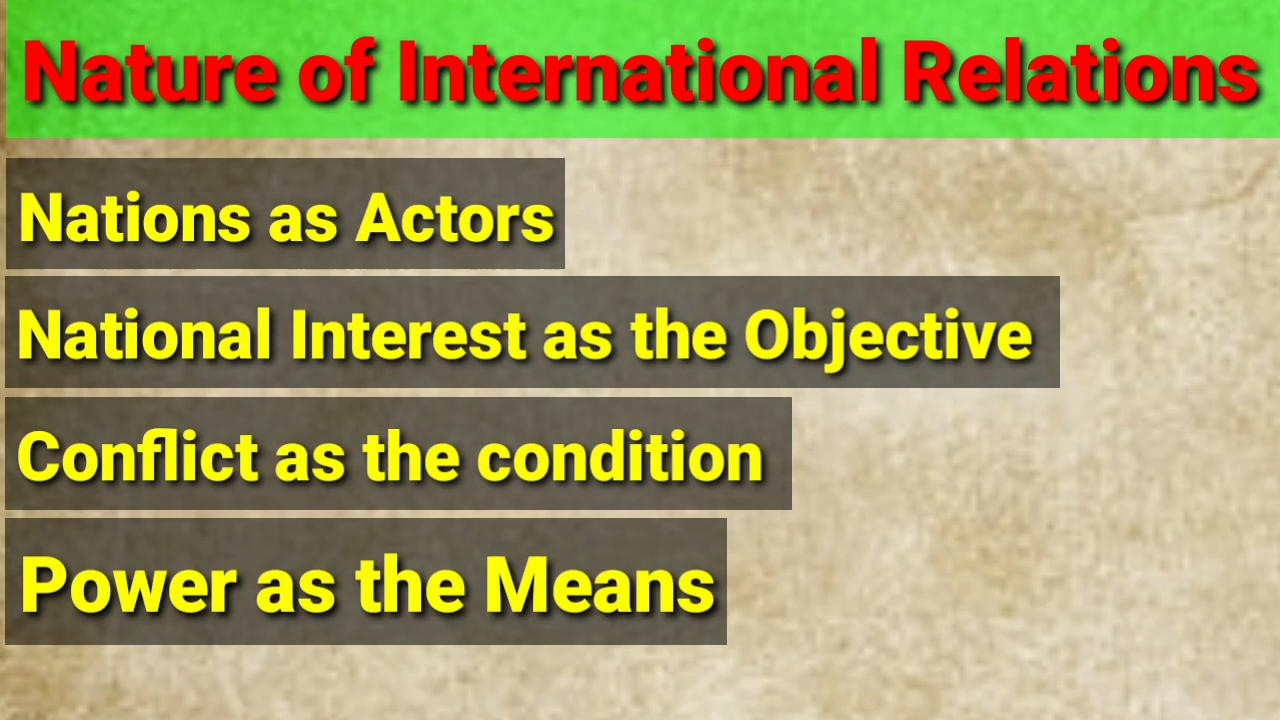 Nature of International Relations
Nations as Actors
National Interest as the Objective
Conflict as the condition
Power as the Means